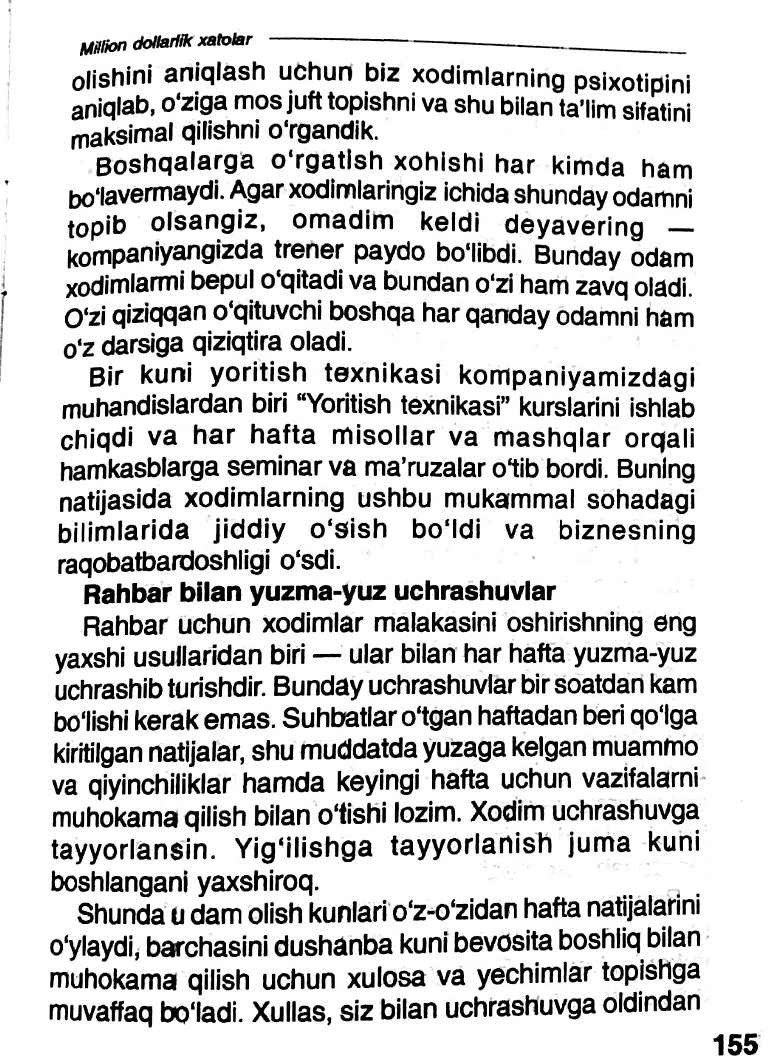 Million dollarlik xatolar
olishini aniqlash uchun biz xodimlarning psixotipini
aniqlab, o‘ziga mos juft topishni va shu bilan ta’lim sifatini
maksimal qilishni o‘rgandik.
Boshqalarga o‘rgatish xohishi har kimda ham
bo‘lavermaydi. Agar xodimlaringiz ichida shunday odamni
topib olsangiz, omadim keldi deyavering —
kompaniyangizda trener paydo bo‘libdi. Bunday odam
xodimlarmi bepul o‘qitadi va bundan o‘zi ham zavq oladi.
O‘zi qiziqqan o‘qituvchi boshqa har qanday odamni ham
o‘z darsiga qiziqtira oladi.
Bir kuni yoritish texnikasi kompaniyamizdagi
muhandislardan biri “Yoritish texnikasi” kurslarini ishlab
chiqdi va har hafta misollar va mashqlar orqali
hamkasblarga seminar va ma’ruzalar o‘tib bordi. Buning
natijasida xodimlarning ushbu mukammal sohadagi
bilimlarida jiddiy o‘sish bo‘ldi va biznesning
raqobatbardoshligi o‘sdi.
Rahbar bilan yuzma-yuz uchrashuvlar
Rahbar uchun xodimlar malakasini oshirishning eng
yaxshi usullaridan biri — ular bilan har hafta yuzma-yuz
uchrashib turishdir. Bunday uchrashuvlar bir soatdan kam
bo‘lishi kerak emas. Suhbatlar o‘tgan haftadan beri qo‘lga
kiritilgan natijalar, shu muddatda yuzaga kelgan muammo
va qiyinchiliklar hamda keyingi hafta uchun vazifalarni
muhokama qilish bilan o‘tishi lozim. Xodim uchrashuvga
tayyorlansin. Yig‘ilishga tayyorlanish juma kuni
boshlangani yaxshiroq.
Shunda u dam olish kunlari o‘z-o‘zidan hafta natijalarini
o‘ylaydi, barchasini dushanba kuni bevosita boshliq bilan
muhokama qilish uchun xulosa va yechimlar topishga
muvaffaq bo‘ladi. Xullas, siz bilan uchrashuvga oldindan
155